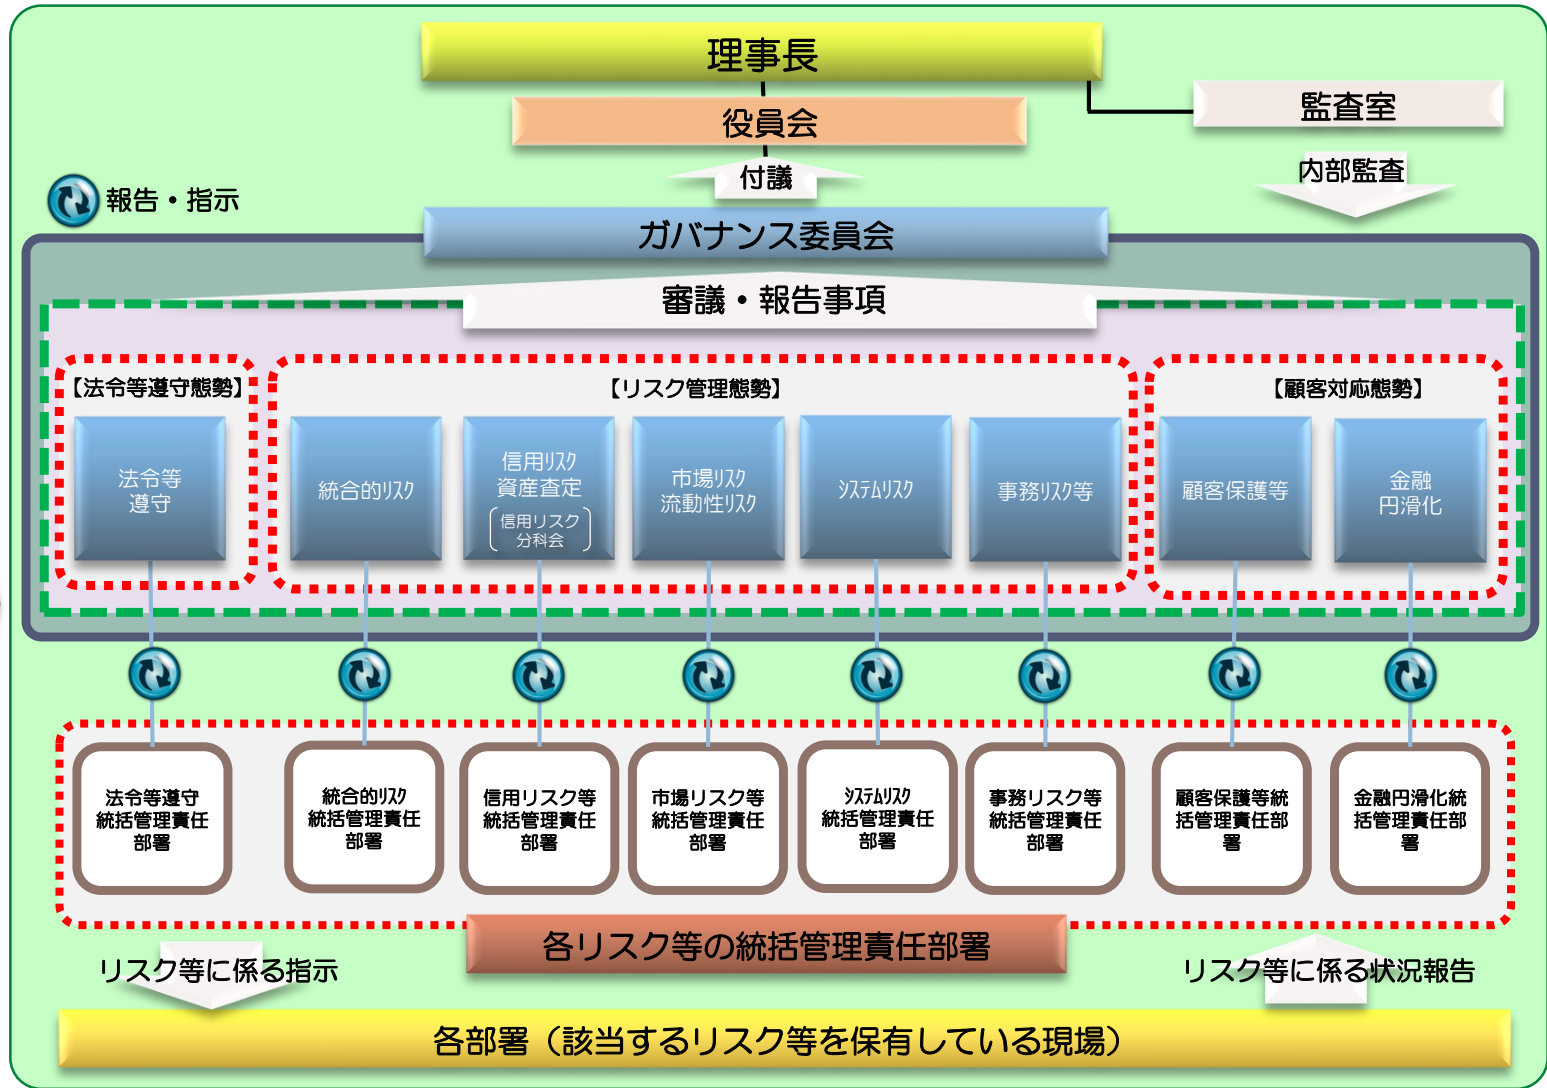 理事長
役員会
監査室
付議
内部監査
報告・指示
ガバナンス委員会
審議・報告事項
【法令等遵守態勢】
【リスク管理態勢】
【顧客対応態勢】
法令等
遵守
統合的ﾘｽｸ
信用ﾘｽｸ
資産査定
信用リスク
分科会
市場ﾘｽｸ
流動性ﾘｽｸ
ｼｽﾃﾑﾘｽｸ
事務ﾘｽｸ等
顧客保護等
金融
円滑化
法令等遵守
統括管理責任
部署
統合的ﾘｽｸ
統括管理責任
部署
信用リスク等
統括管理責任
部署
市場リスク等
統括管理責任
部署
ｼｽﾃﾑﾘｽｸ
統括管理責任
部署
事務リスク等
統括管理責任
部署
顧客保護等統
括管理責任部
署
金融円滑化統
括管理責任部
署
各リスク等の統括管理責任部署
リスク等に係る指示
リスク等に係る状況報告
各部署（該当するリスク等を保有している現場）